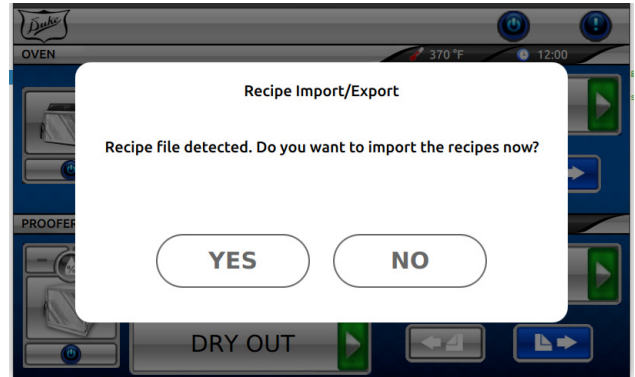 Duke
OVEN
370 °F
12:00
Recipe Import/Export
Recipe file detected. Do you want to import the recipes now?
PROOFER
YES
NO
DRY OUT